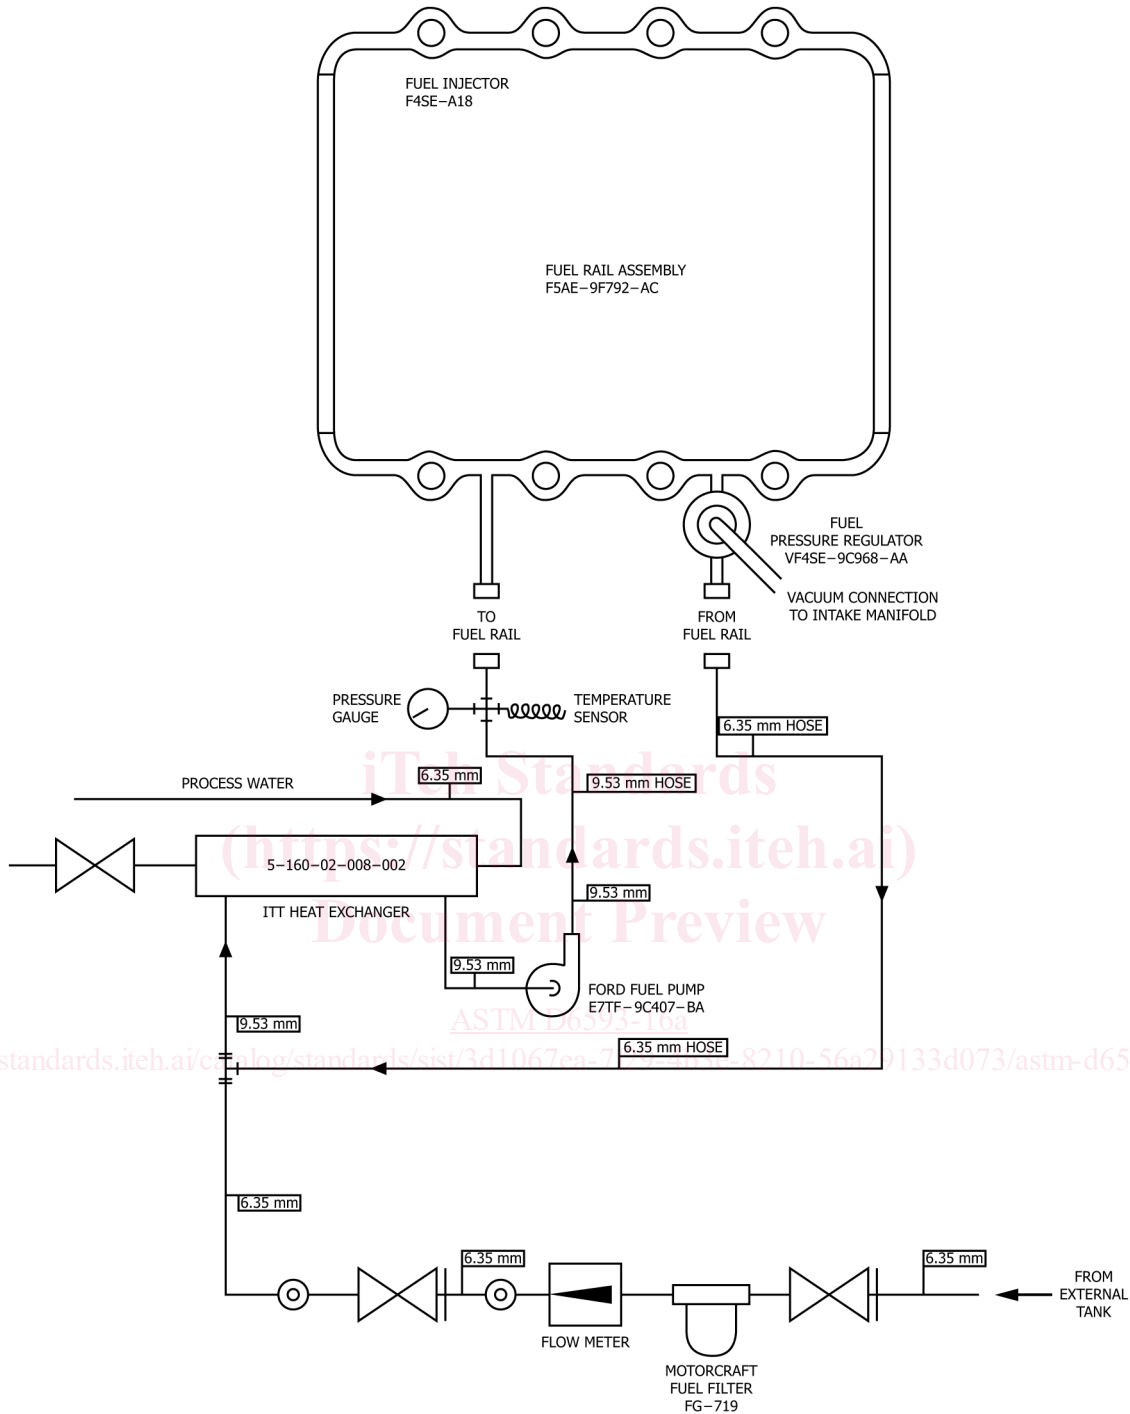 FUEL INJECTOR
F4SE−A18
FUEL RAIL ASSEMBLY
F5AE−9F792−AC
FUEL
PRESSURE REGULATOR
VF4SE−9C968−AA
VACUUM CONNECTION
TO INTAKE MANIFOLD
TO
FUEL RAIL
FROM
FUEL RAIL
PRESSURE
GAUGE
TEMPERATURE
SENSOR
6.35 mm HOSE
iTeh Standards
6.35 mm
9.53 mm HOSE
PROCESS WATER
(https://standards.iteh.ai)
5−160−02−008−002
9.53 mm
ITT HEAT EXCHANGER
Document Preview
9.53 mm
FORD FUEL PUMP
E7TF−9C407−BA
9.53 mm
ASTM D6593-16a
6.35 mm HOSE
6.35 mm
6.35 mm
6.35 mm
FROM
EXTERNAL
TANK
FLOW METER
MOTORCRAFT
FUEL FILTER
FG−719